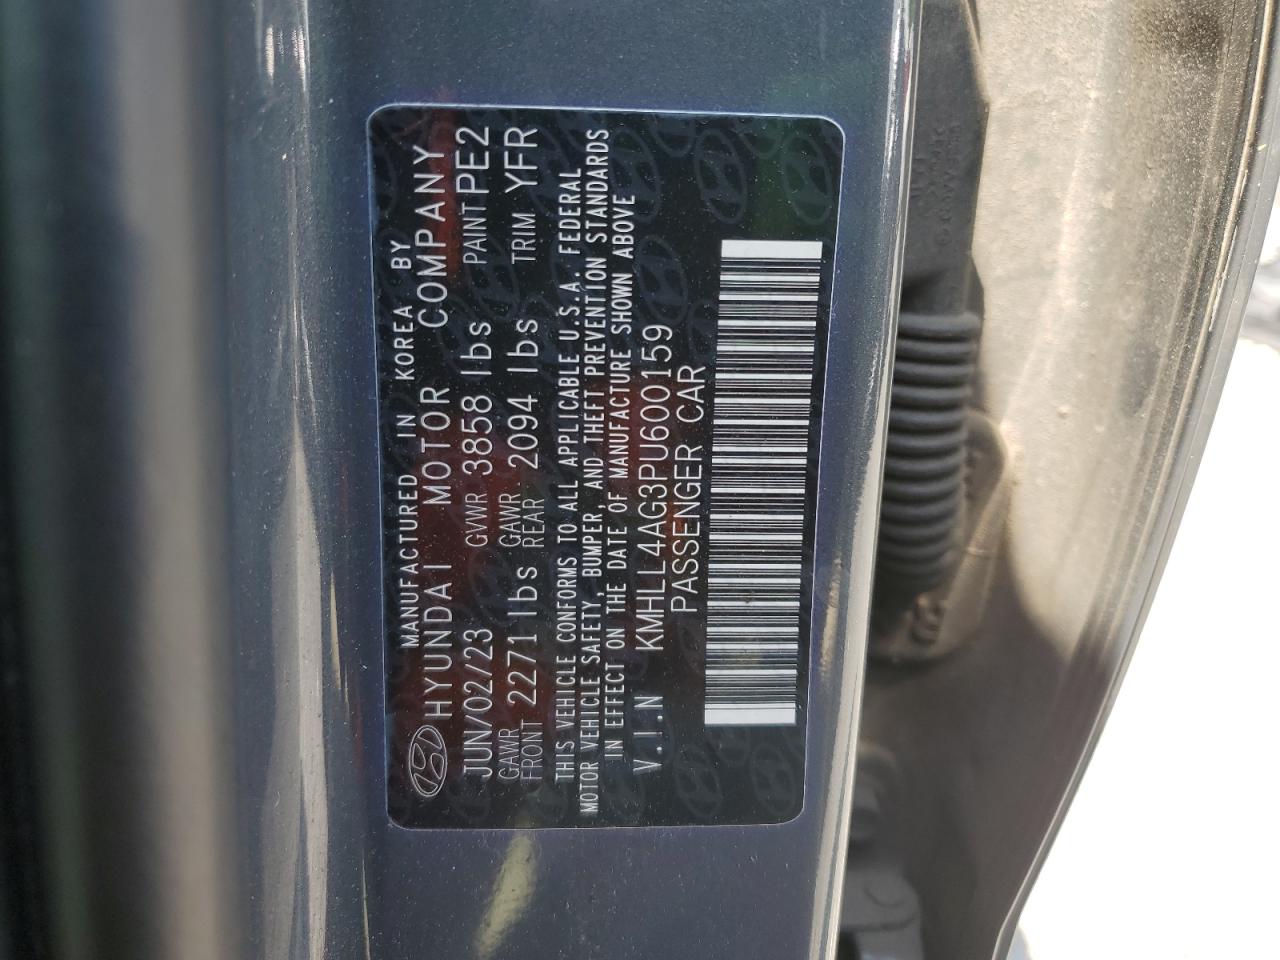 MANUFACTURED IN KOREA BY
HYUNDAI MOTOR COMPANY
JUN/02/23 GVWR 3858 lbs PAINT PE2
GAWR FRONT 2271 lbs GAWR REAR 2094 lbs TRIM YFR
THIS VEHICLE CONFORMS TO ALL APPLICABLE U.S.A. FEDERAL
MOTOR VEHICLE SAFETY, BUMPER, AND THEFT PREVENTION STANDARDS
IN EFFECT ON THE DATE OF MANUFACTURE SHOWN ABOVE
V.I.N KMHLL4AG3PU600159
PASSENGER CAR